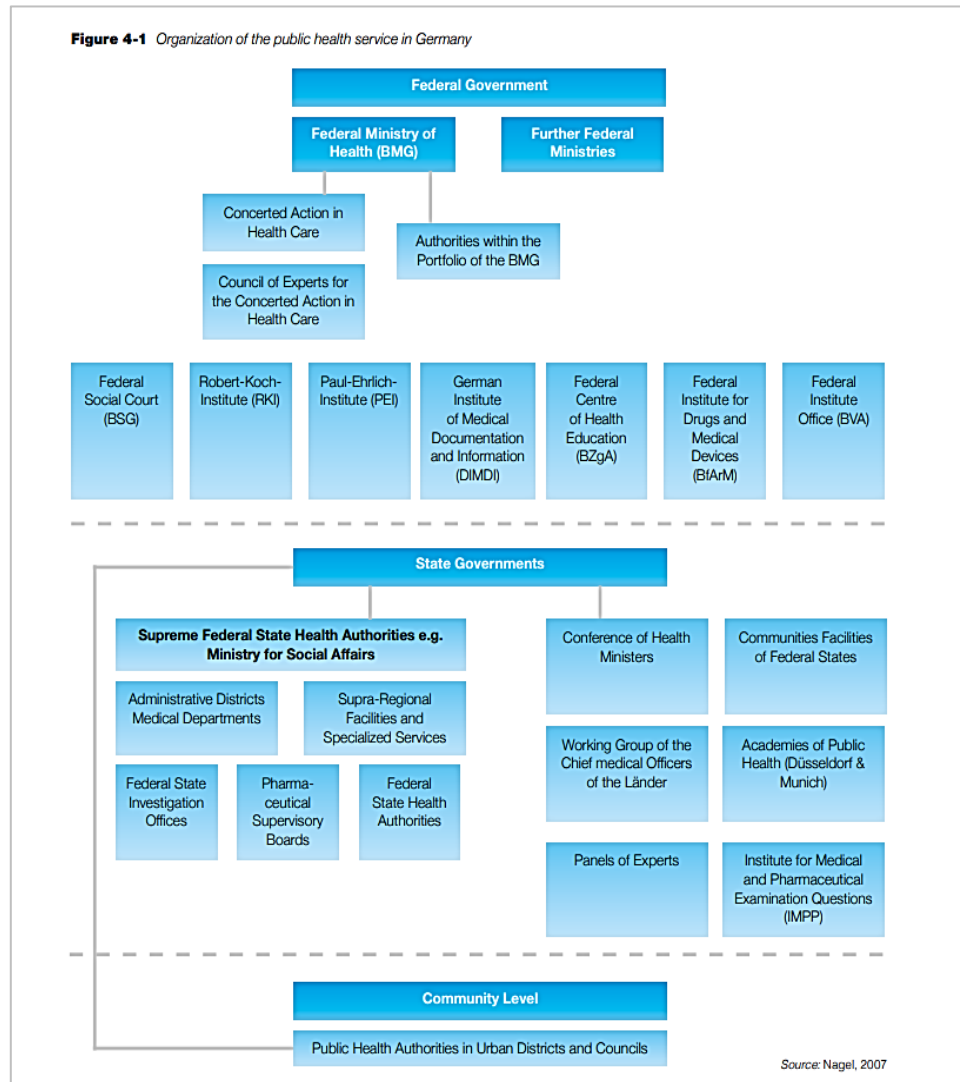 Figure 4-1 Organization of the public health service in Germany
Federal Government
Federal Ministry of
Health (BMG)
Further Federal
Ministries
Concerted Action in
Health Care
Authorities within the
Portfolio of the BMG
Council of Experts for
the Concerted Action in
Health Care
Federal
Social Court
(BSG)
Robert-Koch-
Institute (RKI)
Paul-Ehrlich-
Institute (PEI)
German
Institute
of Medical
Documentation
and Information
(DIMDI)
Federal
Centre
of Health
Education
(BZgA)
Federal
Institute for
Drugs and
Medical
Devices
(BfArM)
Federal
Institute
Office (BVA)
State Governments
Supreme Federal State Health Authorities e.g.
Ministry for Social Affairs
Conference of Health
Ministers
Communities Facilities
of Federal States
Administrative Districts
Medical Departments
Supra-Regional
Facilities and
Specialized Services
Working Group of the
Chief medical Officers
of the Länder
Academies of Public
Health (Düsseldorf &
Munich)
Federal State
Investigation
Offices
Pharma-
ceutical
Supervisory
Boards
Federal
State Health
Authorities
Panels of Experts
Institute for Medical
and Pharmaceutical
Examination Questions
(IMPP)
Community Level
Public Health Authorities in Urban Districts and Councils
Source: Nagel, 2007